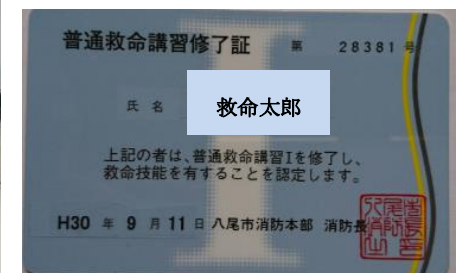 普通救命講習修了証 第 28381 号
氏名 救命太郎
上記の者は、普通救命講習Ⅰを修了し、
救命技能を有することを認定します。
H30 年 9 月 11 日 八尾市消防本部 消防長